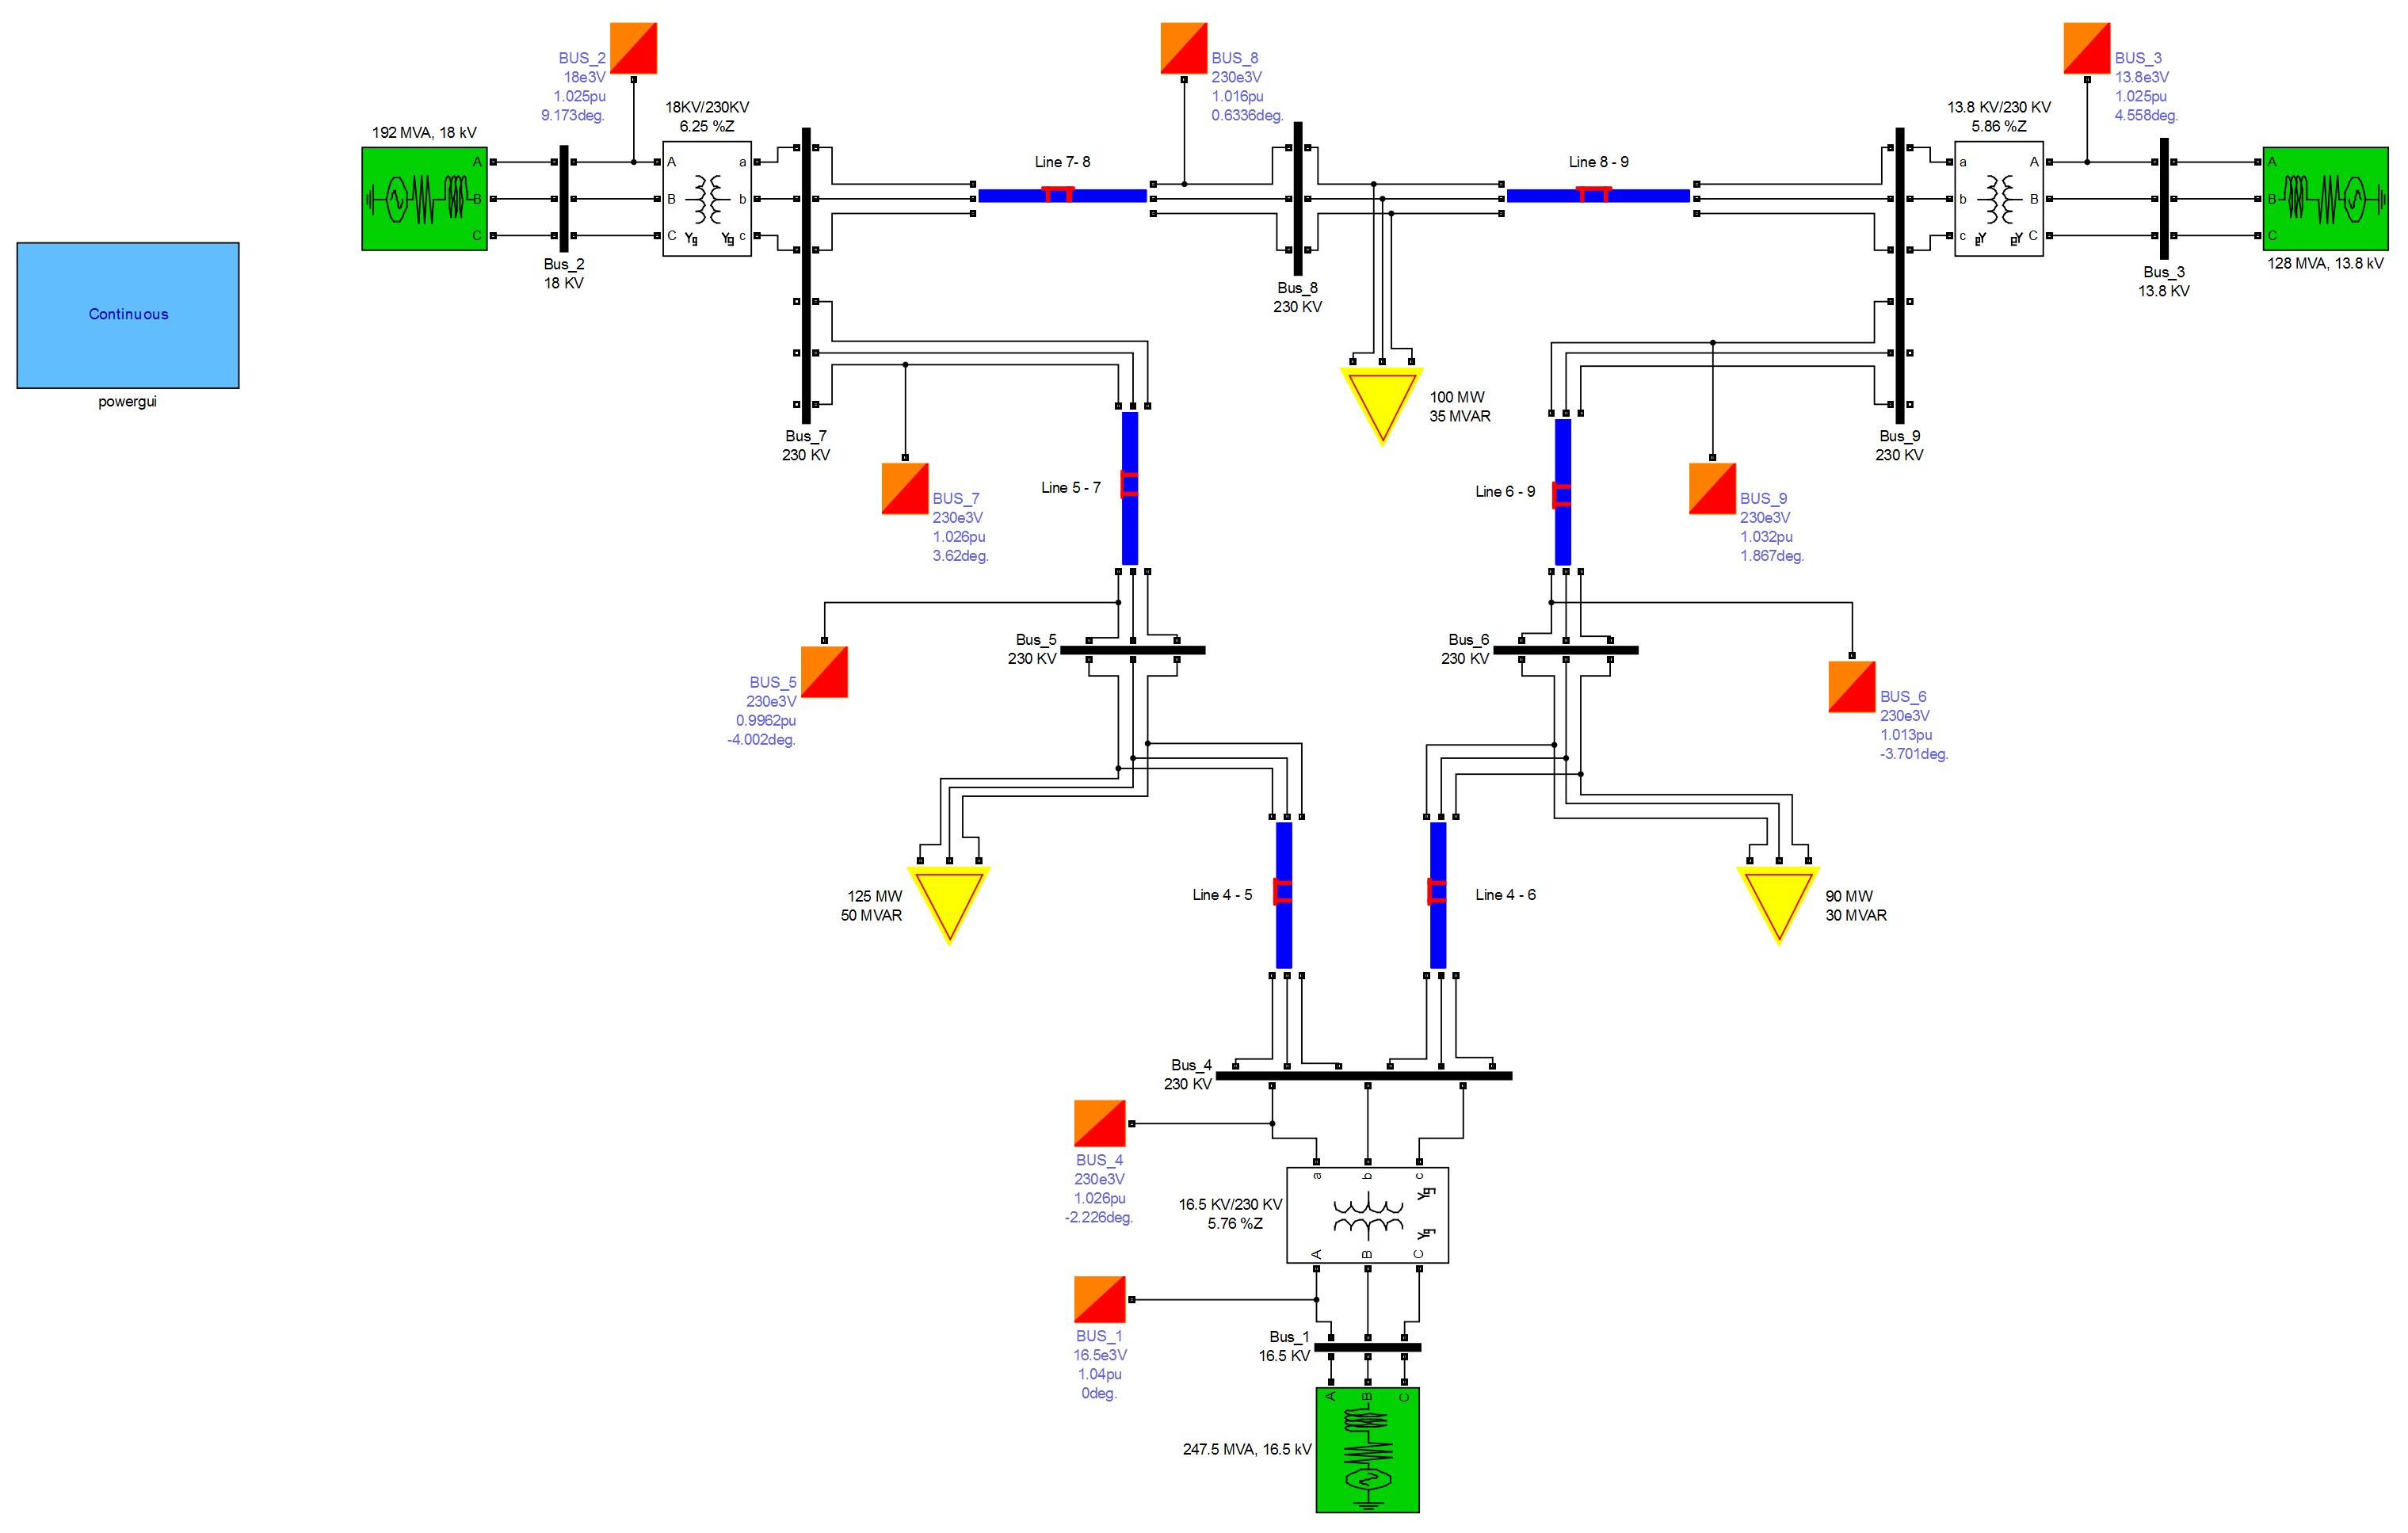 BUS_2
18e3V
1.025pu
9.173deg.
BUS_8
230e3V
1.016pu
0.6336deg.
BUS_3
13.8e3V
1.025pu
4.558deg.
192 MVA, 18 kV
A
B
C
Bus_2
18 KV
18KV/230KV
6.25 %Z
A
B
C
a
b
c
Yg
Yg
Line 7- 8
Bus_8
230 KV
Line 8 - 9
13.8 KV/230 KV
5.86 %Z
a
b
c
A
B
C
Yg
Yg
Bus_3
13.8 KV
A
B
C
128 MVA, 13.8 kV
Continuous
powergui
Bus_7
230 KV
100 MW
35 MVAR
Bus_9
230 KV
BUS_7
230e3V
1.026pu
3.62deg.
Line 5 - 7
Line 6 - 9
BUS_9
230e3V
1.032pu
1.867deg.
BUS_5
230e3V
0.9962pu
-4.002deg.
Bus_5
230 KV
Bus_6
230 KV
BUS_6
230e3V
1.013pu
-3.701deg.
125 MW
50 MVAR
Line 4 - 5
Line 4 - 6
90 MW
30 MVAR
Bus_4
230 KV
BUS_4
230e3V
1.026pu
-2.226deg.
16.5 KV/230 KV
5.76 %Z
a
b
c
Yg
Yg
A
B
C
BUS_1
16.5e3V
1.04pu
0deg.
Bus_1
16.5 KV
A
B
C
247.5 MVA, 16.5 kV